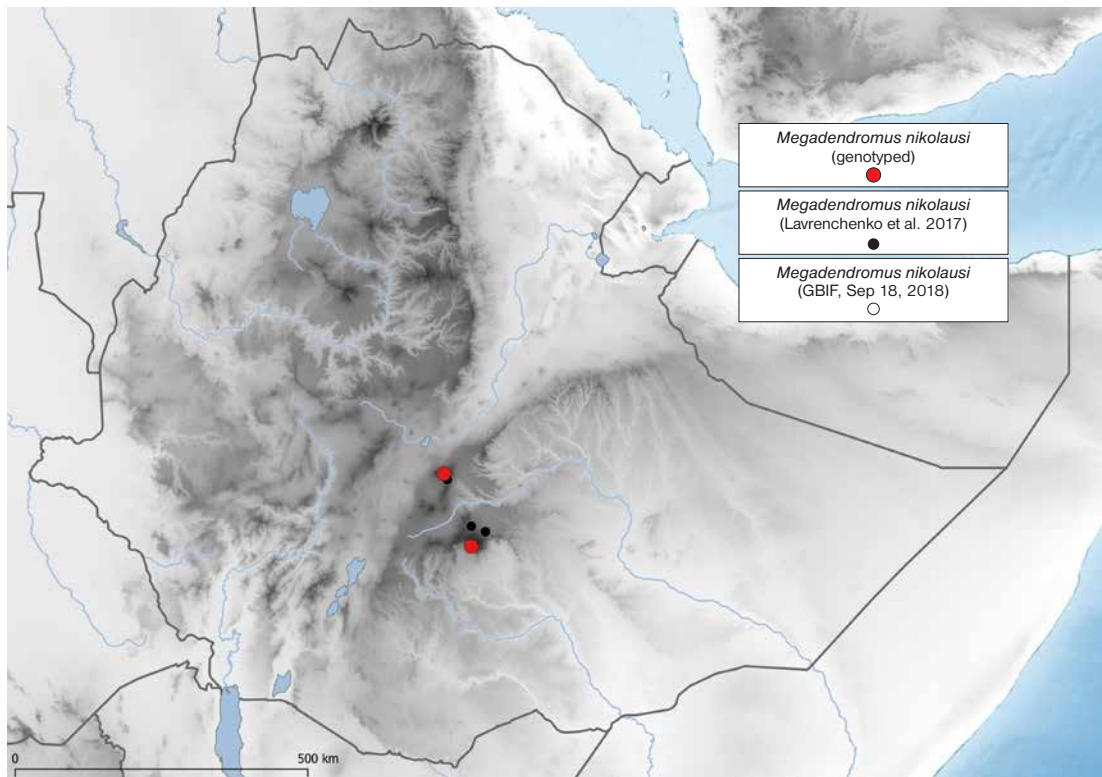 Megadendromus nikolausi
(genotyped)
Megadendromus nikolausi
(Lavrenchenko et al. 2017)
Megadendromus nikolausi
(GBIF, Sep 18, 2018)
0 500 km